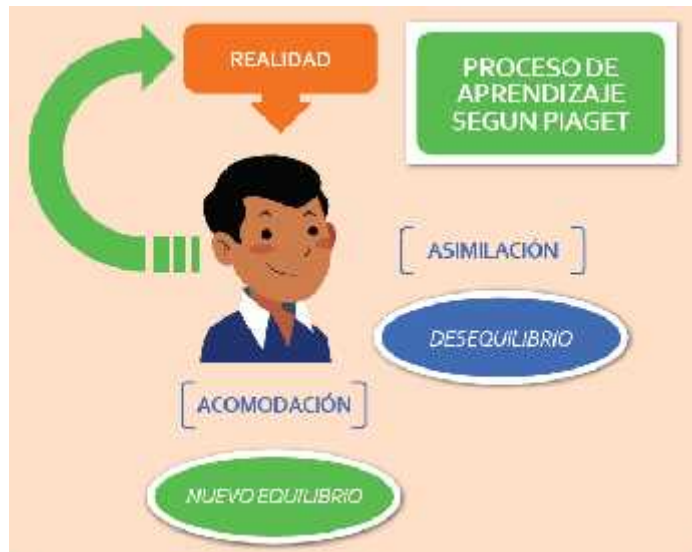 REALIDAD
PROCESO DE
APRENDIZAJE
SEGUN PIAGET
ASIMILACIÓN
DESEQUILIBRIO
ACOMODACIÓN
NUEVO EQUILIBRIO